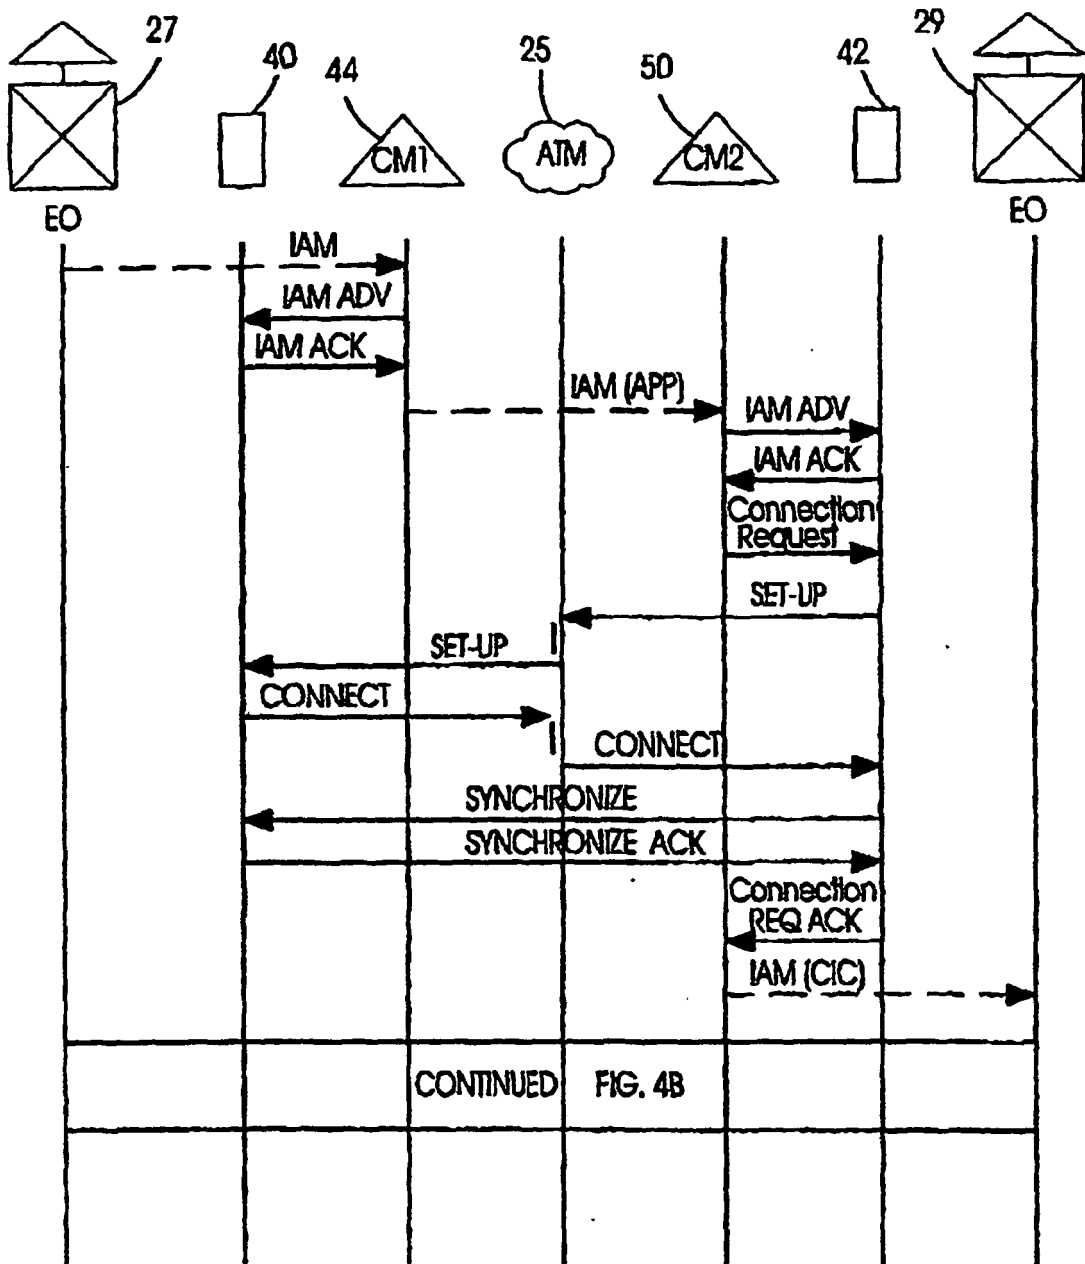 27
40
44
25
50
42
29
CM1
ATM
CM2
EO
EO
IAM
IAM ADV
IAM ACK
IAM (APP)
IAM ADV
IAM ACK
Connection
Request
SET-UP
SET-UP
CONNECT
CONNECT
SYNCHRONIZE
SYNCHRONIZE ACK
Connection
REQ ACK
IAM (CIC)
CONTINUED FIG. 4B